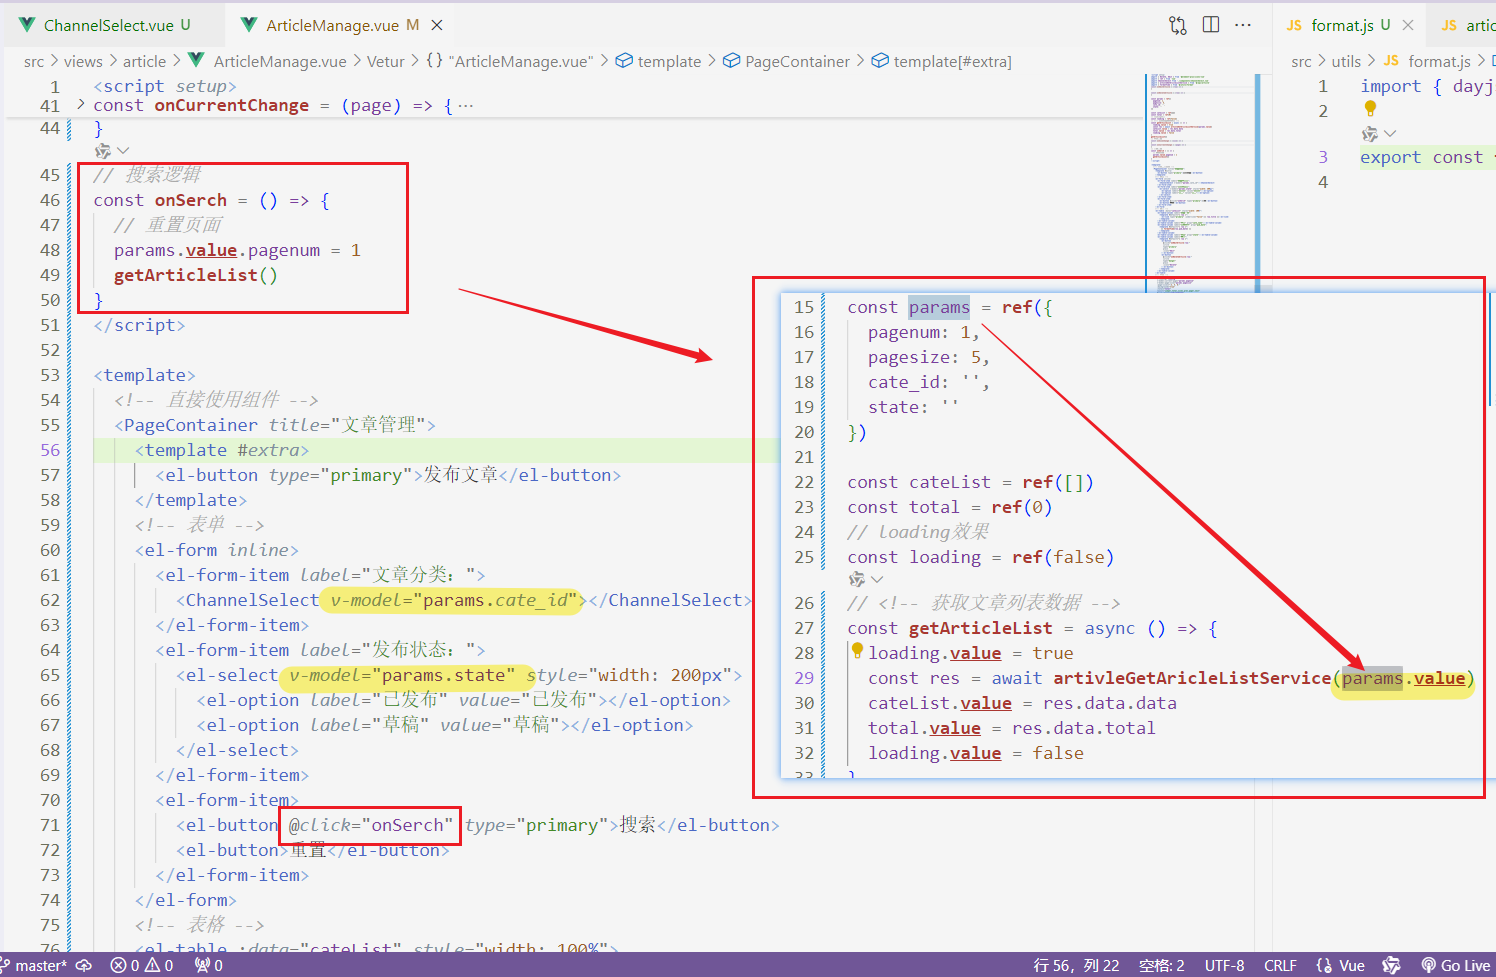 ChannelSelect.vue U
ArticleManage.vue M
JS format.js U
JS artic
src > views > article > ArticleManage.vue > Vetur > {} "ArticleManage.vue" > template > PageContainer > template[#extra]
src > utils > JS format.js >
1 <script setup>
41 const onCurrentChange = (page) => { ···
44 }
45 // 搜索逻辑
46 const onSerch = () => {
47 // 重置页面
48 params.value.pagenum = 1
49 getArticleList()
50 }
51 </script>
52
53 <template>
54 <!-- 直接使用组件 -->
55 <PageContainer title="文章管理">
56 <template #extra>
57 <el-button type="primary">发布文章</el-button>
58 </template>
59 <!-- 表单 -->
60 <el-form inline>
61 <el-form-item label="文章分类：">
62 <ChannelSelect v-model="params.cate_id"></ChannelSelect>
63 </el-form-item>
64 <el-form-item label="发布状态：">
65 <el-select v-model="params.state" style="width: 200px">
66 <el-option label="已发布" value="已发布"></el-option>
67 <el-option label="草稿" value="草稿"></el-option>
68 </el-select>
69 </el-form-item>
70 <el-form-item>
71 <el-button @click="onSerch" type="primary">搜索</el-button>
72 <el-button>重置</el-button>
73 </el-form-item>
74 </el-form>
75 <!-- 表格 -->
76 <el-table :data="cateList" style="width: 100%">
15 const params = ref({
16 pagenum: 1,
17 pagesize: 5,
18 cate_id: '',
19 state: ''
20 })
21
22 const cateList = ref([])
23 const total = ref(0)
24 // loading效果
25 const loading = ref(false)
26 // <!-- 获取文章列表数据 -->
27 const getArticleList = async () => {
28 loading.value = true
29 const res = await artivleGetAricleListService(params.value)
30 cateList.value = res.data.data
31 total.value = res.data.total
32 loading.value = false
33 }
1 import { dayj
2
3 export const
4
master* 0 0 0
行 56，列 22 空格: 2 UTF-8 CRLF {} Vue Go Live